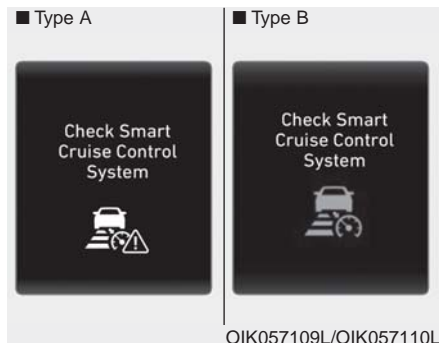 ■ Type A
■ Type B
Check Smart
Cruise Control
System
Check Smart
Cruise Control
System
OIK057109L/OIK057110L